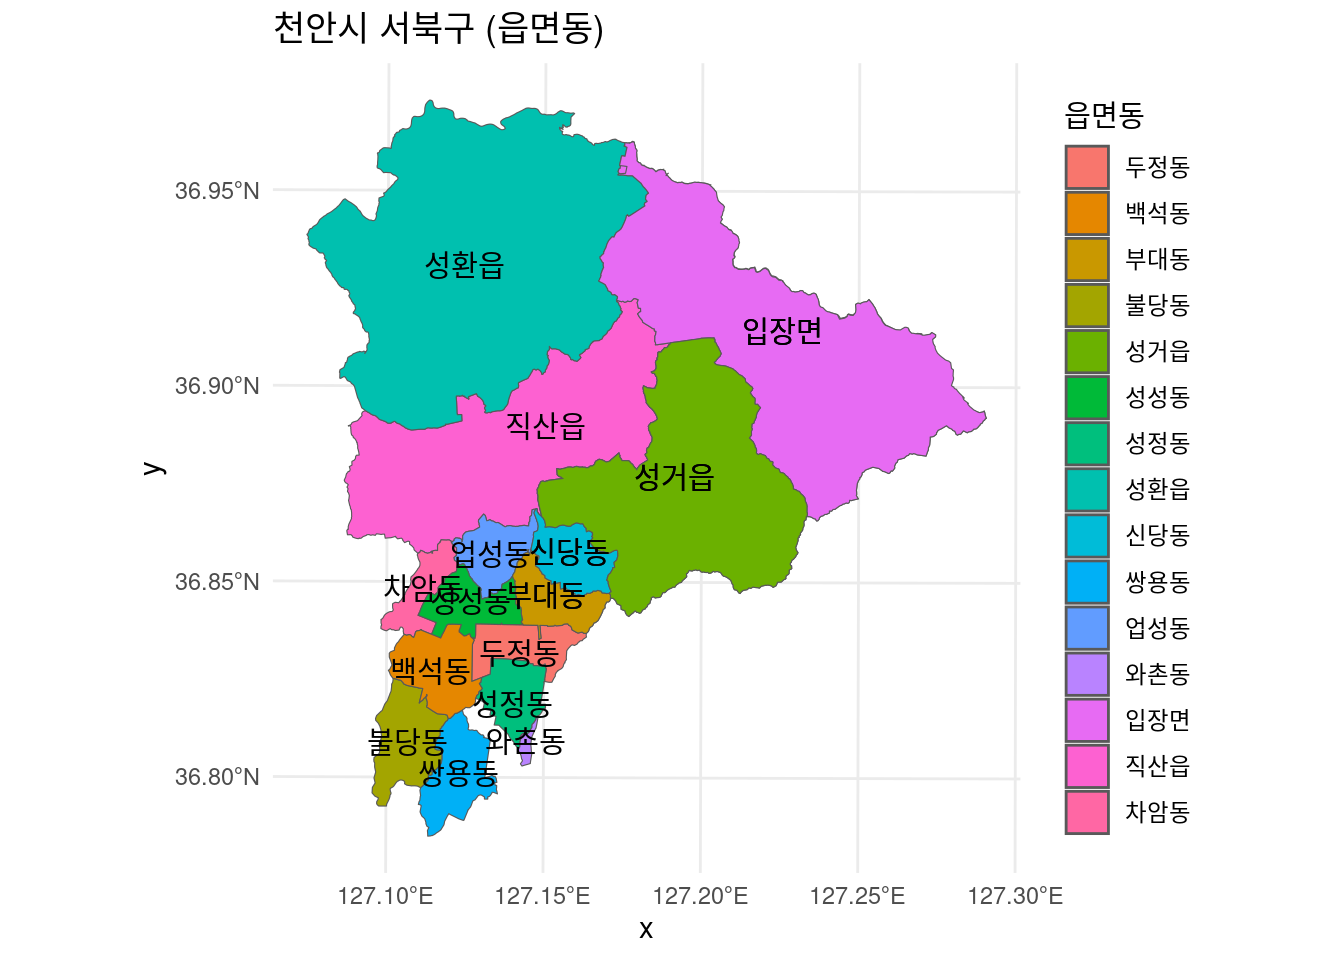 천안시 서북구 (읍면동)
36.95°N
36.90°N
36.85°N
36.80°N
y
성환읍
입장면
직산읍
성거읍
업성동
신당동
차암동
성성동
부대동
두정동
백석동
성정동
불당동
와촌동
쌍용동
127.10°E
127.15°E
127.20°E
127.25°E
127.30°E
x
읍면동
두정동
백석동
부대동
불당동
성거읍
성성동
성정동
성환읍
신당동
쌍용동
업성동
와촌동
입장면
직산읍
차암동